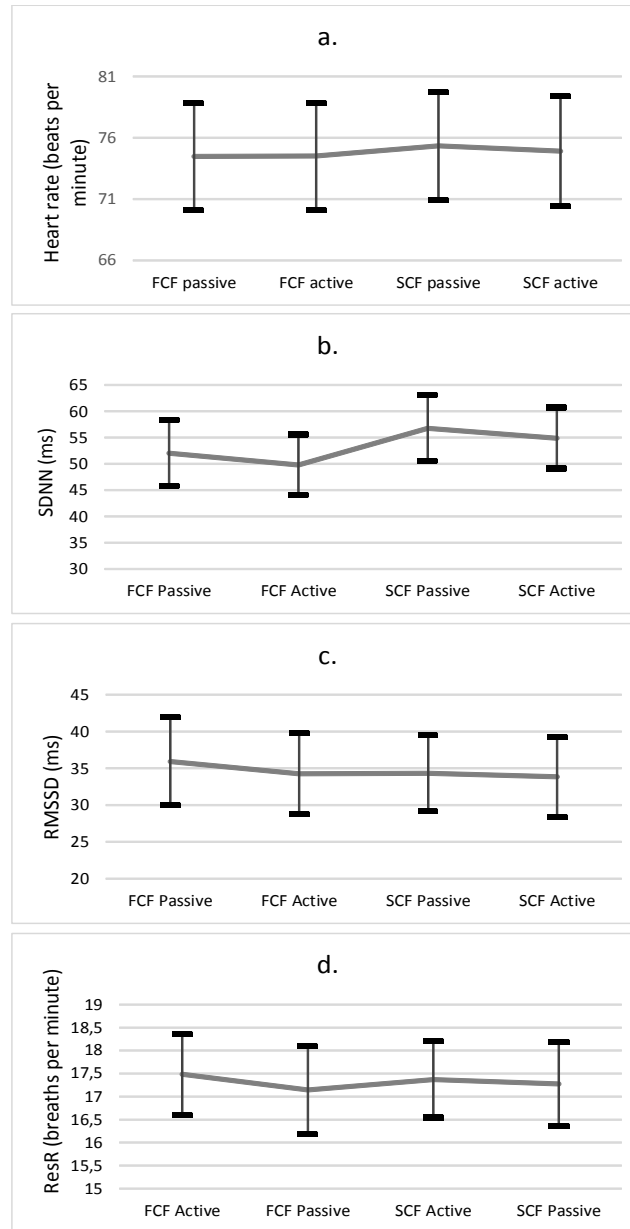 a.
Heart rate (beats per
minute)
81
76
71
66
FCF passive
FCF active
SCF passive
SCF active
b.
SDNN (ms)
65
60
55
50
45
40
35
30
FCF Passive
FCF Active
SCF Passive
SCF Active
c.
RMSSD (ms)
45
40
35
30
25
20
FCF Passive
FCF Active
SCF Passive
SCF Active
d.
ResR (breaths per minute)
19
18,5
18
17,5
17
16,5
16
15,5
15
FCF Active
FCF Passive
SCF Active
SCF Passive